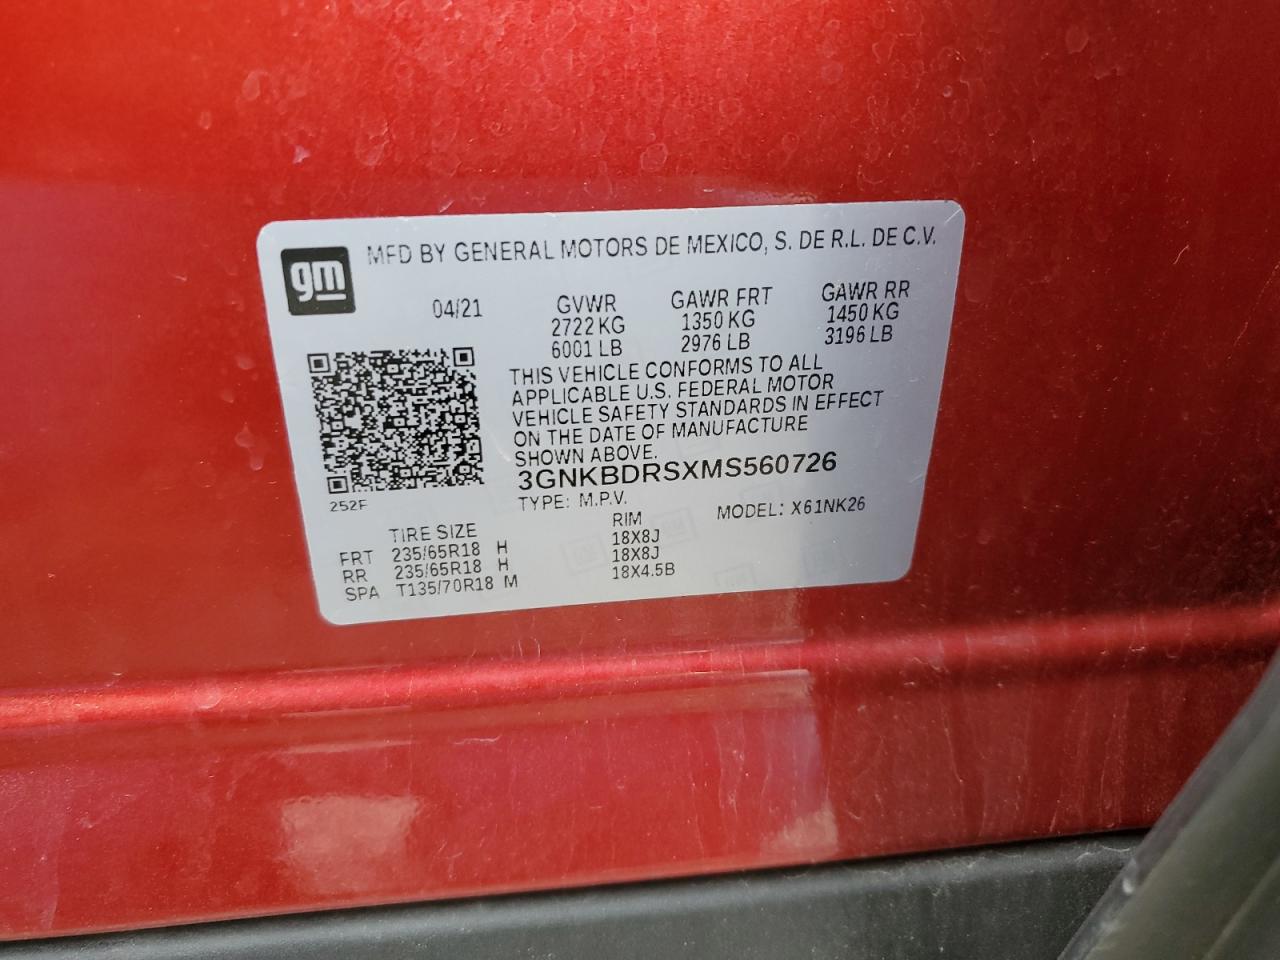 gm
MFD BY GENERAL MOTORS DE MEXICO, S. DE R.L. DE C.V.
04/21 GVWR GAWR FRT GAWR RR
2722 KG 1350 KG 1450 KG
6001 LB 2976 LB 3196 LB
THIS VEHICLE CONFORMS TO ALL
APPLICABLE U.S. FEDERAL MOTOR
VEHICLE SAFETY STANDARDS IN EFFECT
ON THE DATE OF MANUFACTURE
SHOWN ABOVE.
3GNKBDRSXMS560726
252F TYPE: M.P.V. MODEL: X61NK26
TIRE SIZE RIM
FRT 235/65R18 H 18X8J
RR 235/65R18 H 18X8J
SPA T135/70R18 M 18X4.5B